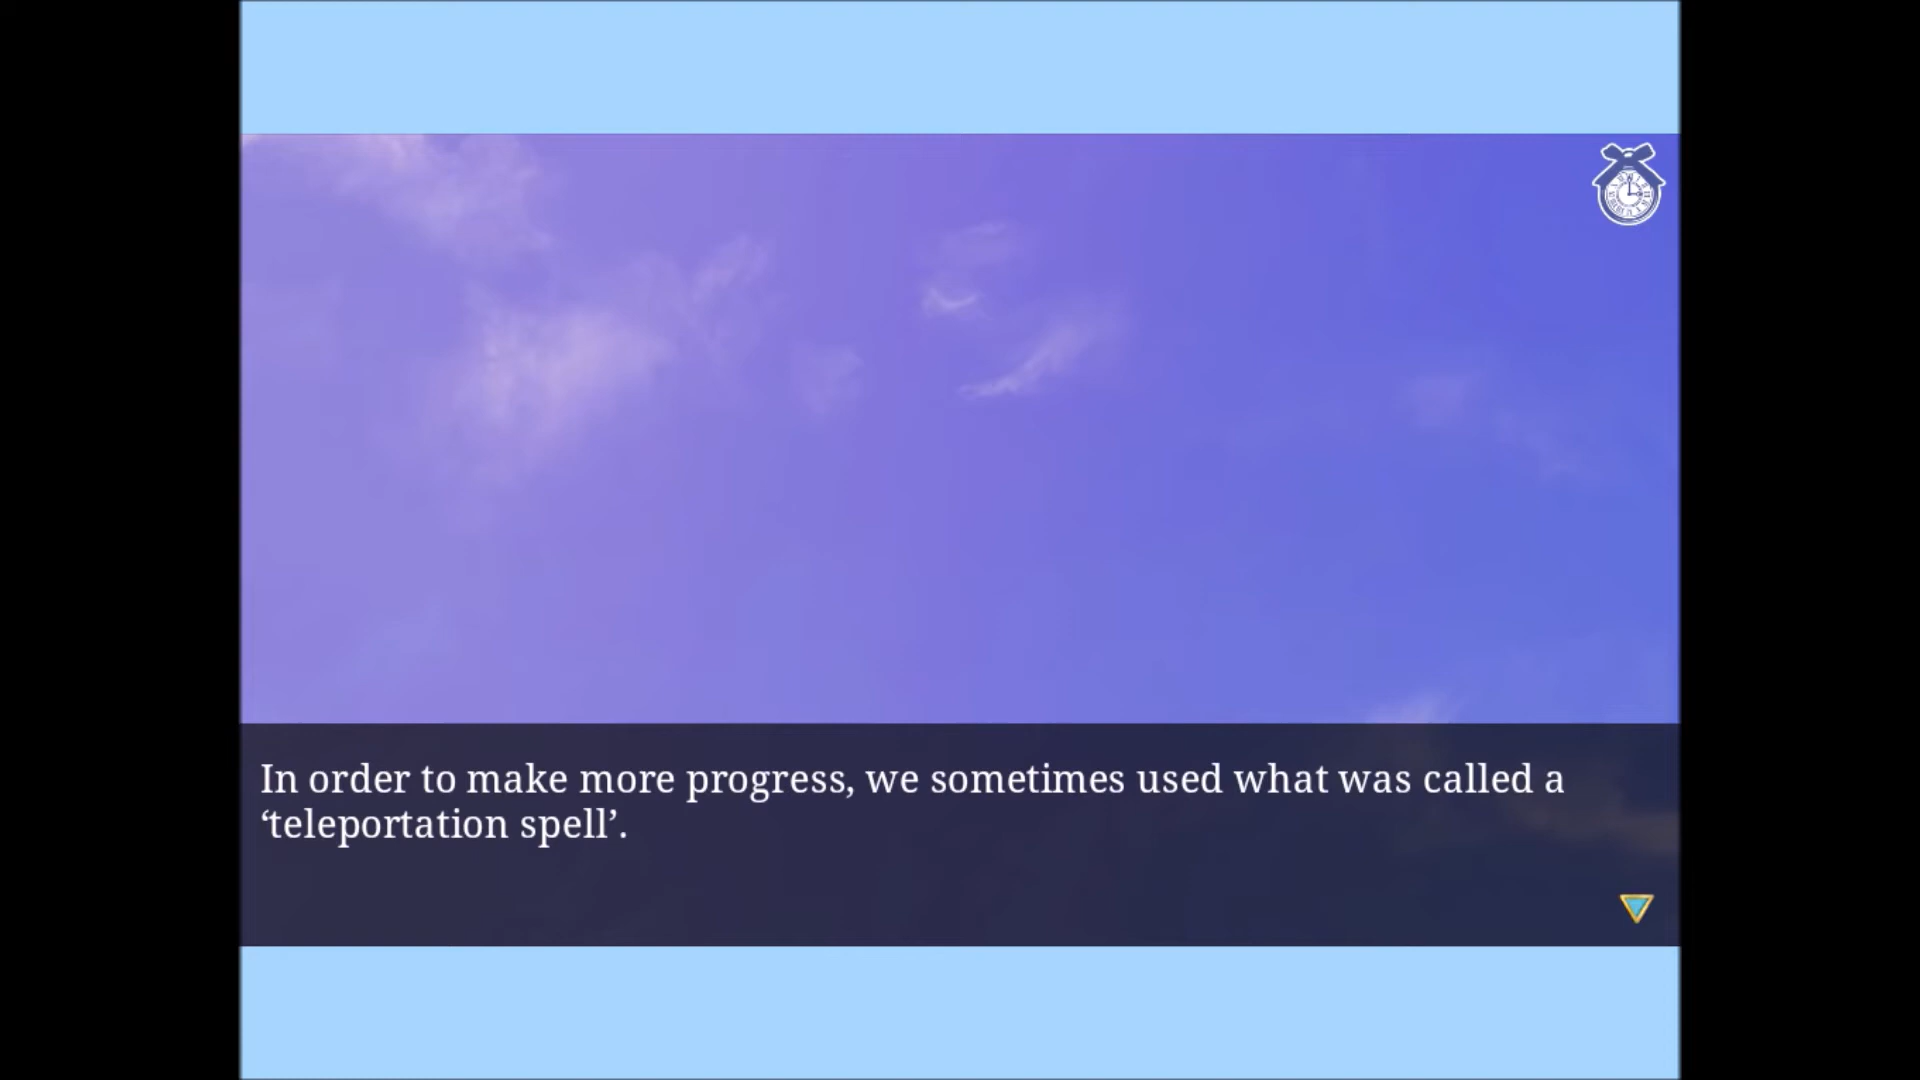 In order to make more progress, we sometimes used what was called a
‘teleportation spell’.